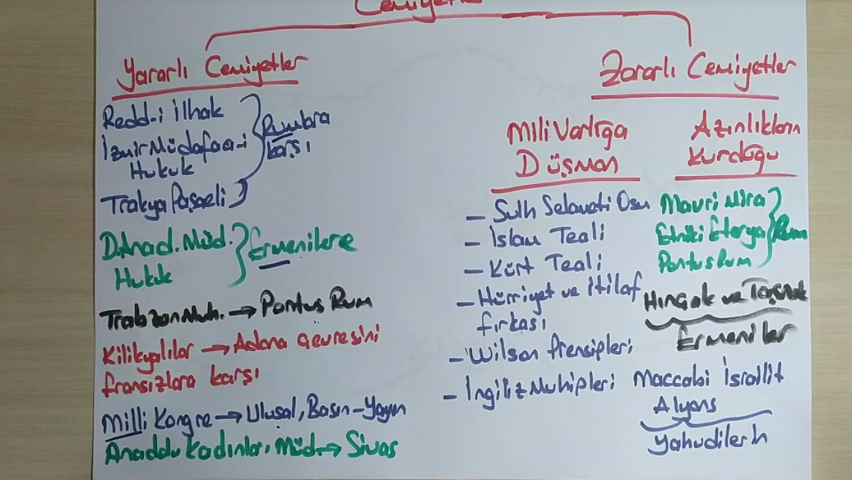 Cemiyetler
Yararlı Cemiyetler
Redd-i İlhak
İzmir Müdafaa-i
Hukuk
Trakya Paşaeli
Rumlara
karşı
D.Anad.Müd.
Hukuk
Ermenilere
Trabzon Muh. → Pontus Rum
Kilikyalılar → Adana çevresini
fransızlara karşı
Milli Kongre → Ulusal, Basın-Yayın
Anadolu Kadınları Müd → Sivas
Zararlı Cemiyetler
Mili Varlığa
Düşman
- Sulh Selameti Osm
- İslam Teali
- Kürt Teali
- Hürriyet ve İtilaf
fırkası
- Wilson Prensipleri
- İngiliz Muhipleri
Azınlıkların
Kurduğu
Mavri Mira
Etniki Eterya
Pontus Rum
Rum
Hınçak ve Taşnak
Ermeniler
Maccabi İsrailit
Alyans
Yahudilerin